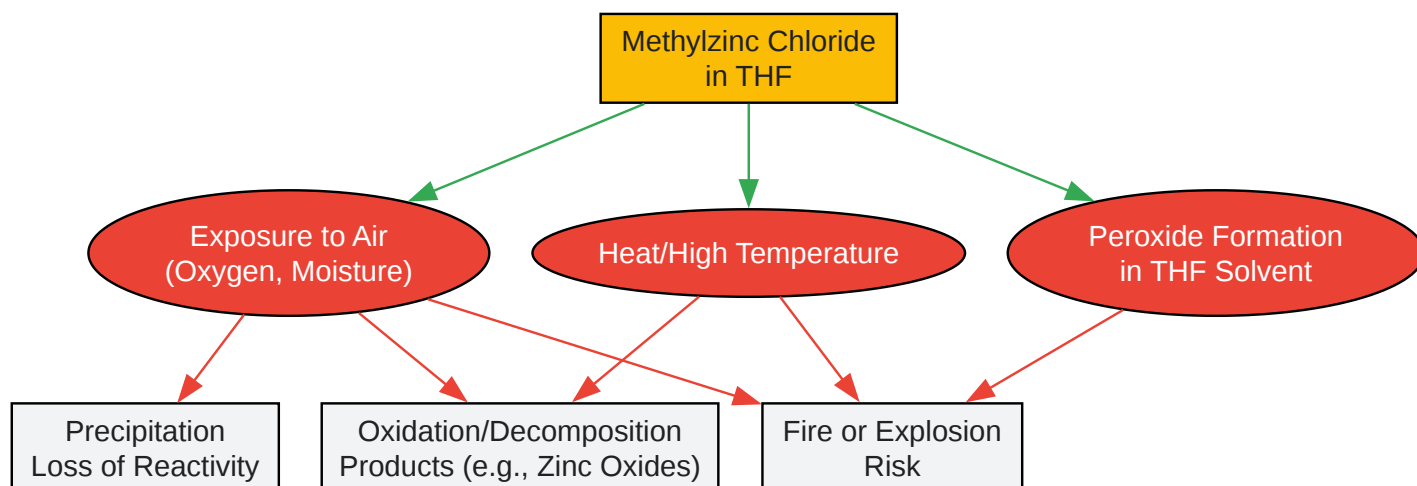 Methylzinc Chloride
in THF
Exposure to Air
(Oxygen, Moisture)
Heat/High Temperature
Peroxide Formation
in THF Solvent
Precipitation
Loss of Reactivity
Oxidation/Decomposition
Products (e.g., Zinc Oxides)
Fire or Explosion
Risk